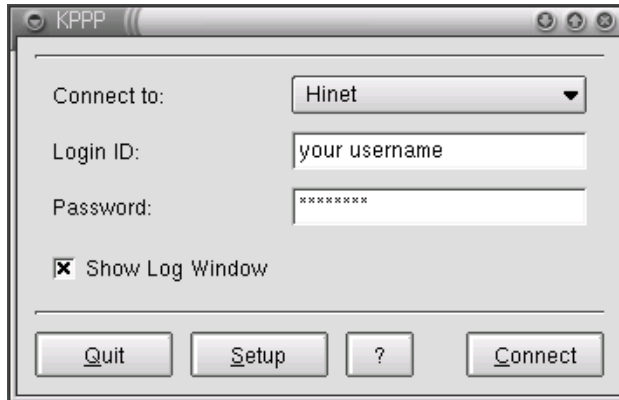 KPPP
Connect to: Hinet
Login ID: your username
Password: ********
Show Log Window
Quit Setup ? Connect